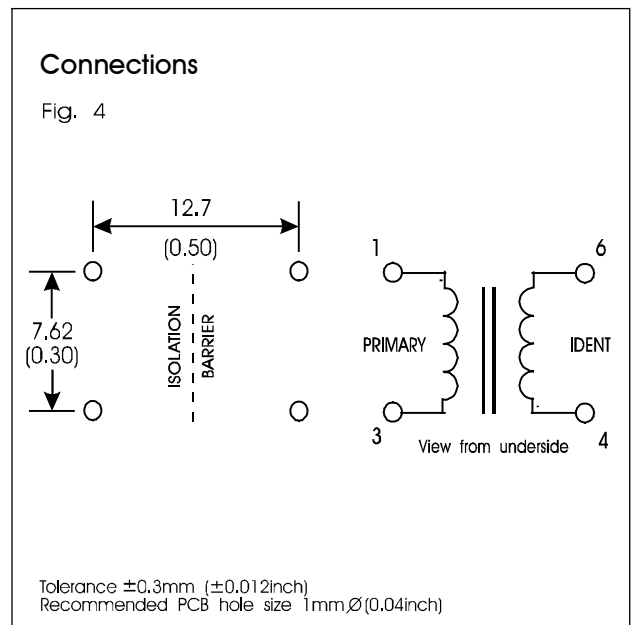 Connections
Fig. 4
12.7
(0.50)
7.62
(0.30)
ISOLATION
BARRIER
1
6
PRIMARY
IDENT
3
4
View from underside
Tolerance ±0.3mm (±0.012inch)
Recommended PCB hole size 1mmØ(0.04inch)